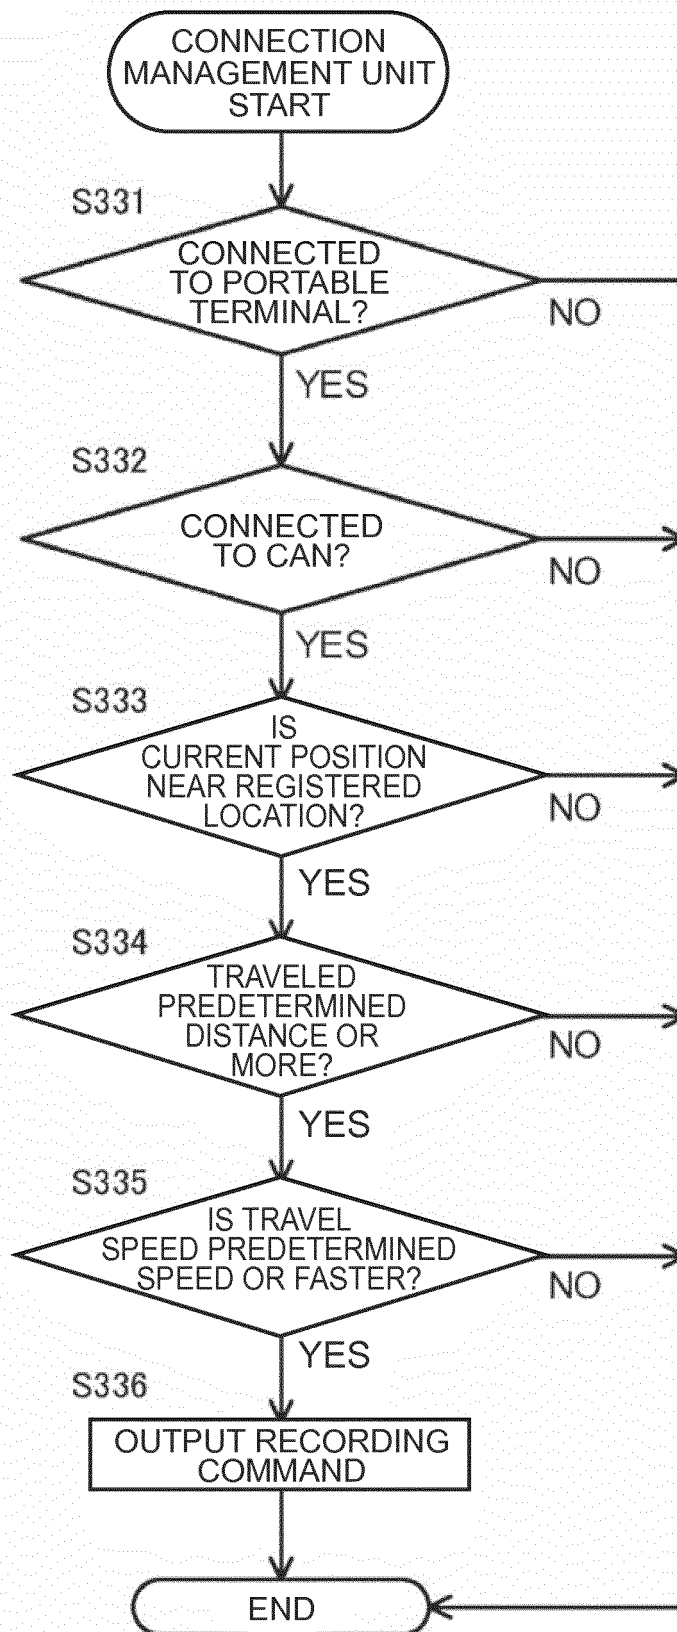 CONNECTION
MANAGEMENT UNIT
START
S331
CONNECTED
TO PORTABLE
TERMINAL?
NO
YES
S332
CONNECTED
TO CAN?
NO
YES
S333
IS
CURRENT POSITION
NEAR REGISTERED
LOCATION?
NO
YES
S334
TRAVELED
PREDETERMINED
DISTANCE OR
MORE?
NO
YES
S335
IS TRAVEL
SPEED PREDETERMINED
SPEED OR FASTER?
NO
YES
S336
OUTPUT RECORDING
COMMAND
END